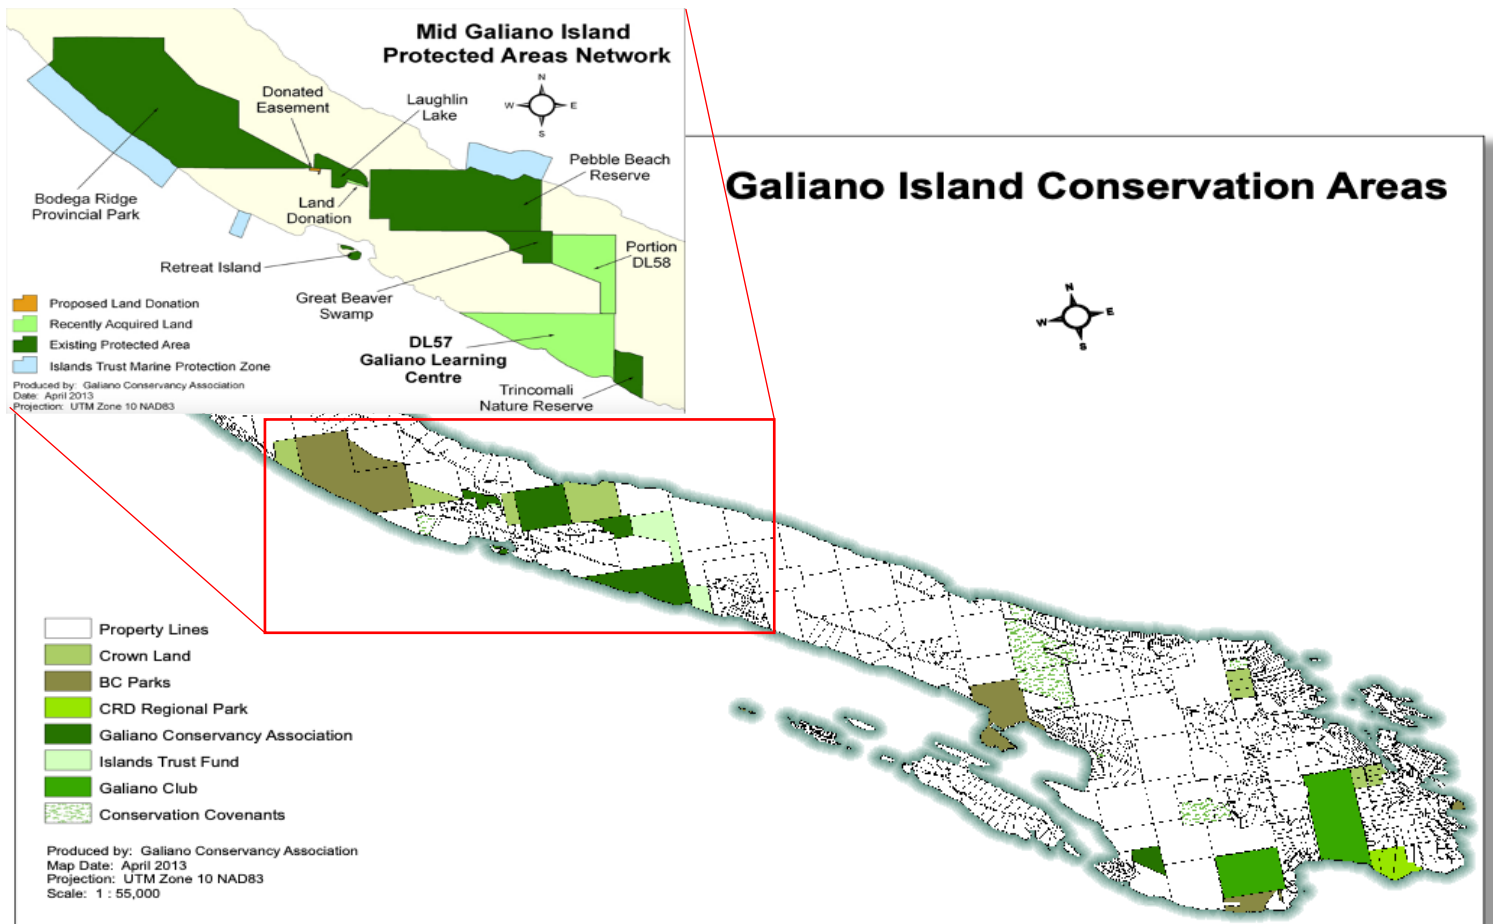 Mid Galiano Island
Protected Areas Network
N
W
E
S
Donated
Easement
Laughlin
Lake
Pebble Beach
Reserve
Bodega Ridge
Provincial Park
Land
Donation
Portion
DL58
Retreat Island
Great Beaver
Swamp
Proposed Land Donation
Recently Acquired Land
Existing Protected Area
Islands Trust Marine Protection Zone
DL57
Galiano Learning
Centre
Trincomali
Nature Reserve
Produced by: Galiano Conservancy Association
Date: April 2013
Projection: UTM Zone 10 NAD83
Galiano Island Conservation Areas
N
W
E
S
Property Lines
Crown Land
BC Parks
CRD Regional Park
Galiano Conservancy Association
Islands Trust Fund
Galiano Club
Conservation Covenants
Produced by: Galiano Conservancy Association
Map Date: April 2013
Projection: UTM Zone 10 NAD83
Scale: 1 : 55,000